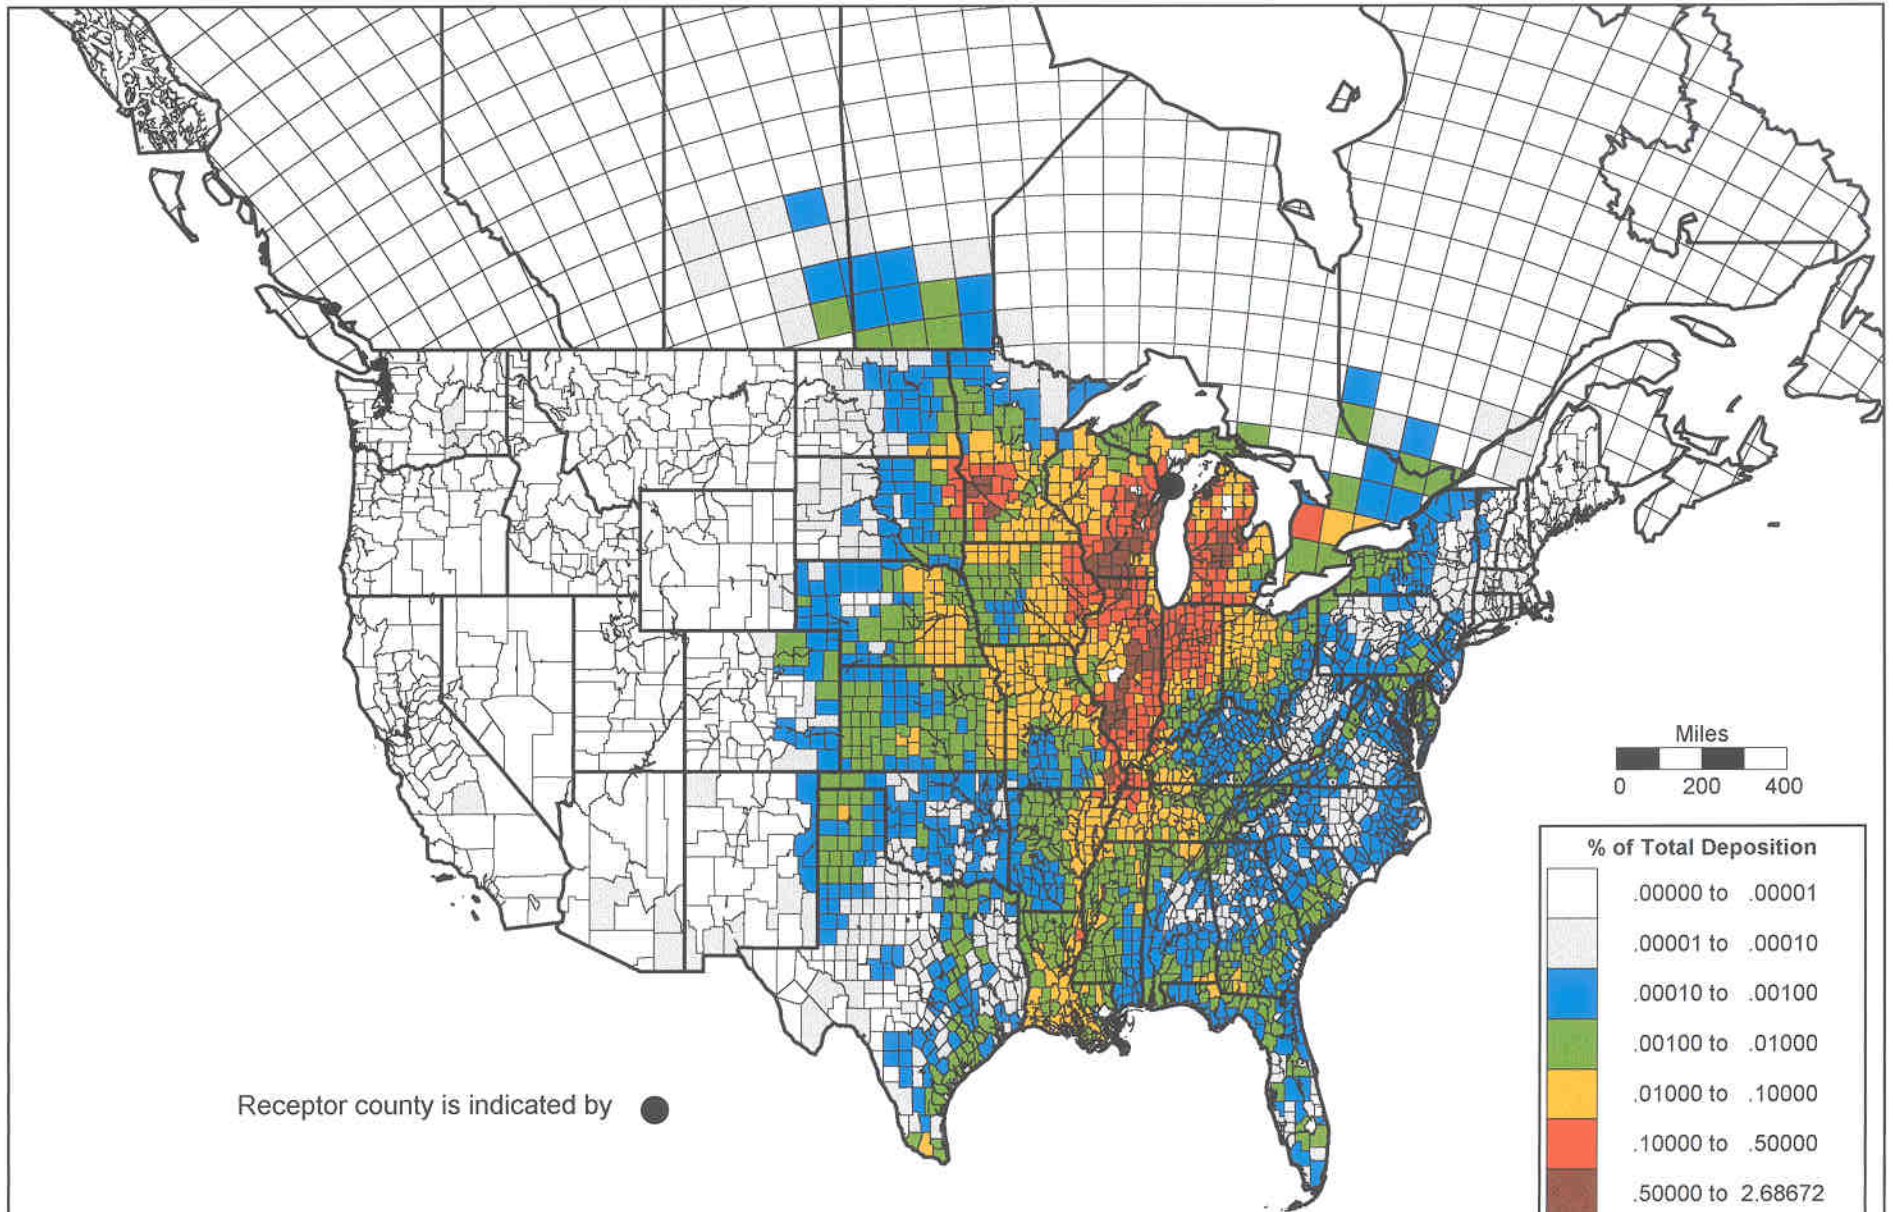 Miles
0 200 400
% of Total Deposition
.00000 to .00001
.00001 to .00010
.00010 to .00100
.00100 to .01000
.01000 to .10000
.10000 to .50000
.50000 to 2.68672
Receptor county is indicated by